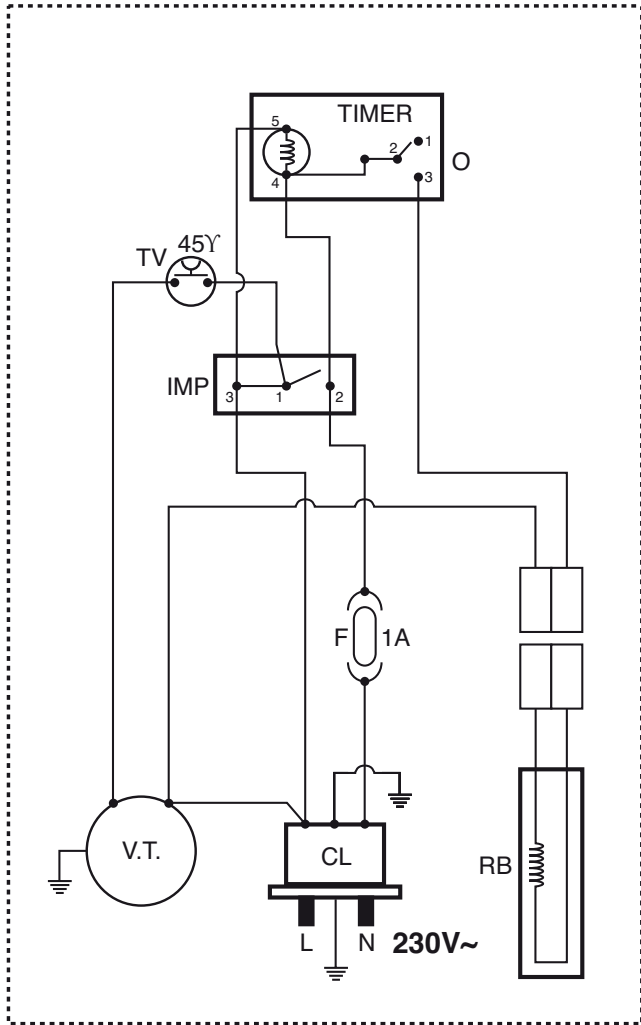 TIMER
5
2
1
O
4
3
TV 45ϒ
IMP
3 1 2
F 1A
V.T.
CL
RB
L N 230V~